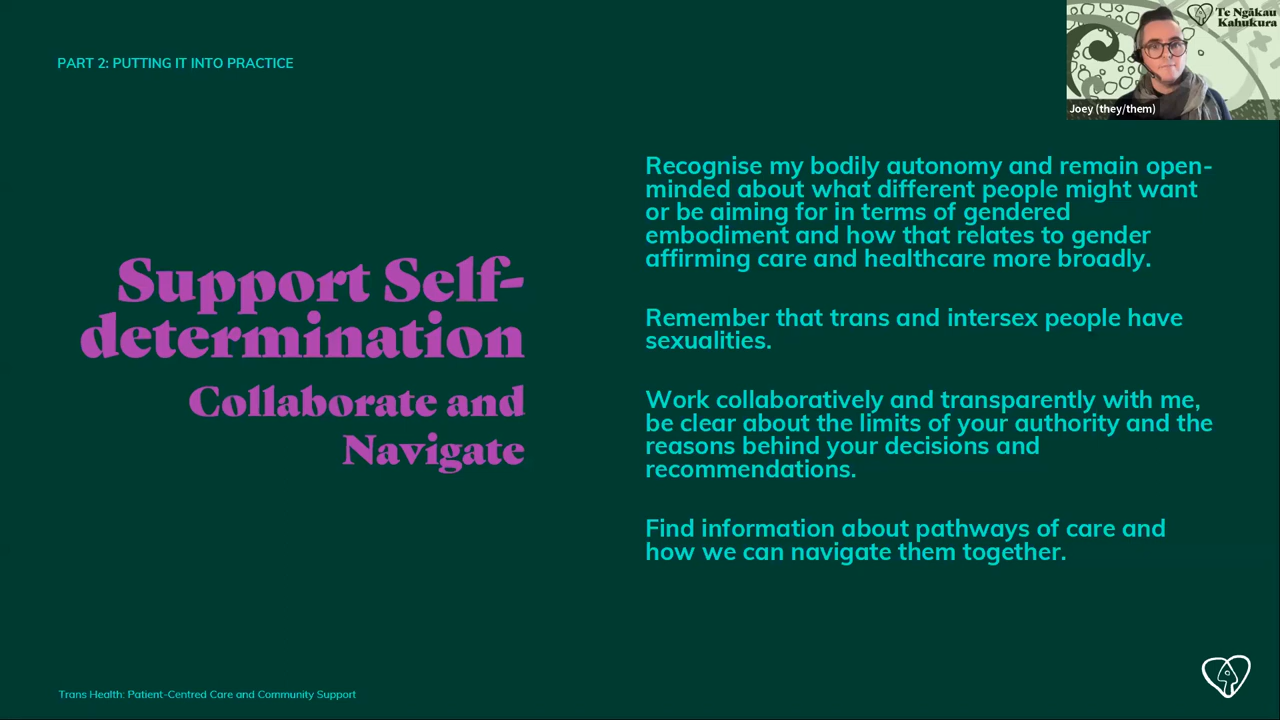 PART 2: PUTTING IT INTO PRACTICE
Te Ngākau
Kahukura
Joey (they/them)
Support Self-
determination
Collaborate and
Navigate
Recognise my bodily autonomy and remain open-
minded about what different people might want
or be aiming for in terms of gendered
embodiment and how that relates to gender
affirming care and healthcare more broadly.
Remember that trans and intersex people have
sexualities.
Work collaboratively and transparently with me,
be clear about the limits of your authority and the
reasons behind your decisions and
recommendations.
Find information about pathways of care and
how we can navigate them together.
Trans Health: Patient-Centred Care and Community Support